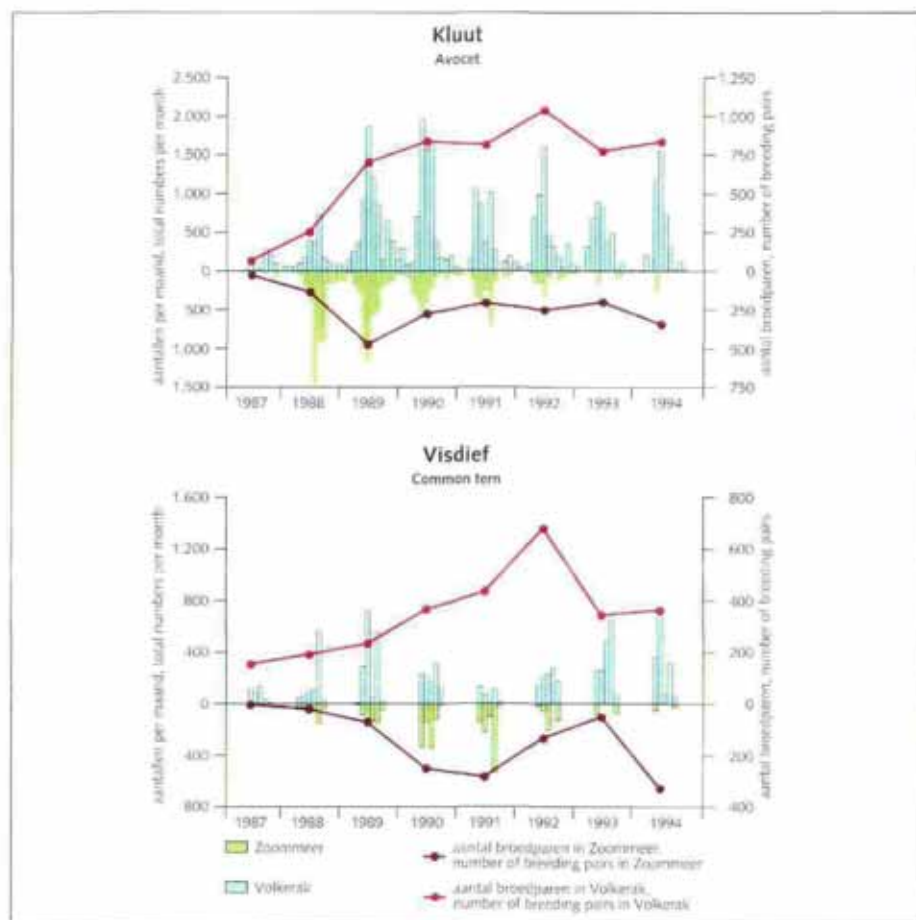 Kluut
Avocet
aantallen per maand, total numbers per month
2.500
2.000
1.500
1.000
500
0
500
1.000
1.500
1.250
1.000
750
500
250
0
250
500
750
aantal broedparen, number of breeding pairs
1987 1988 1989 1990 1991 1992 1993 1994
Visdief
Common tern
aantallen per maand, total numbers per month
1.600
1.200
800
400
0
400
800
800
600
400
200
0
200
400
aantal broedparen, number of breeding pairs
1987 1988 1989 1990 1991 1992 1993 1994
Zoommeer
aantal broedparen in Zoommeer,
number of breeding pairs in Zoommeer
Volkerak
aantal broedparen in Volkerak,
number of breeding pairs in Volkerak